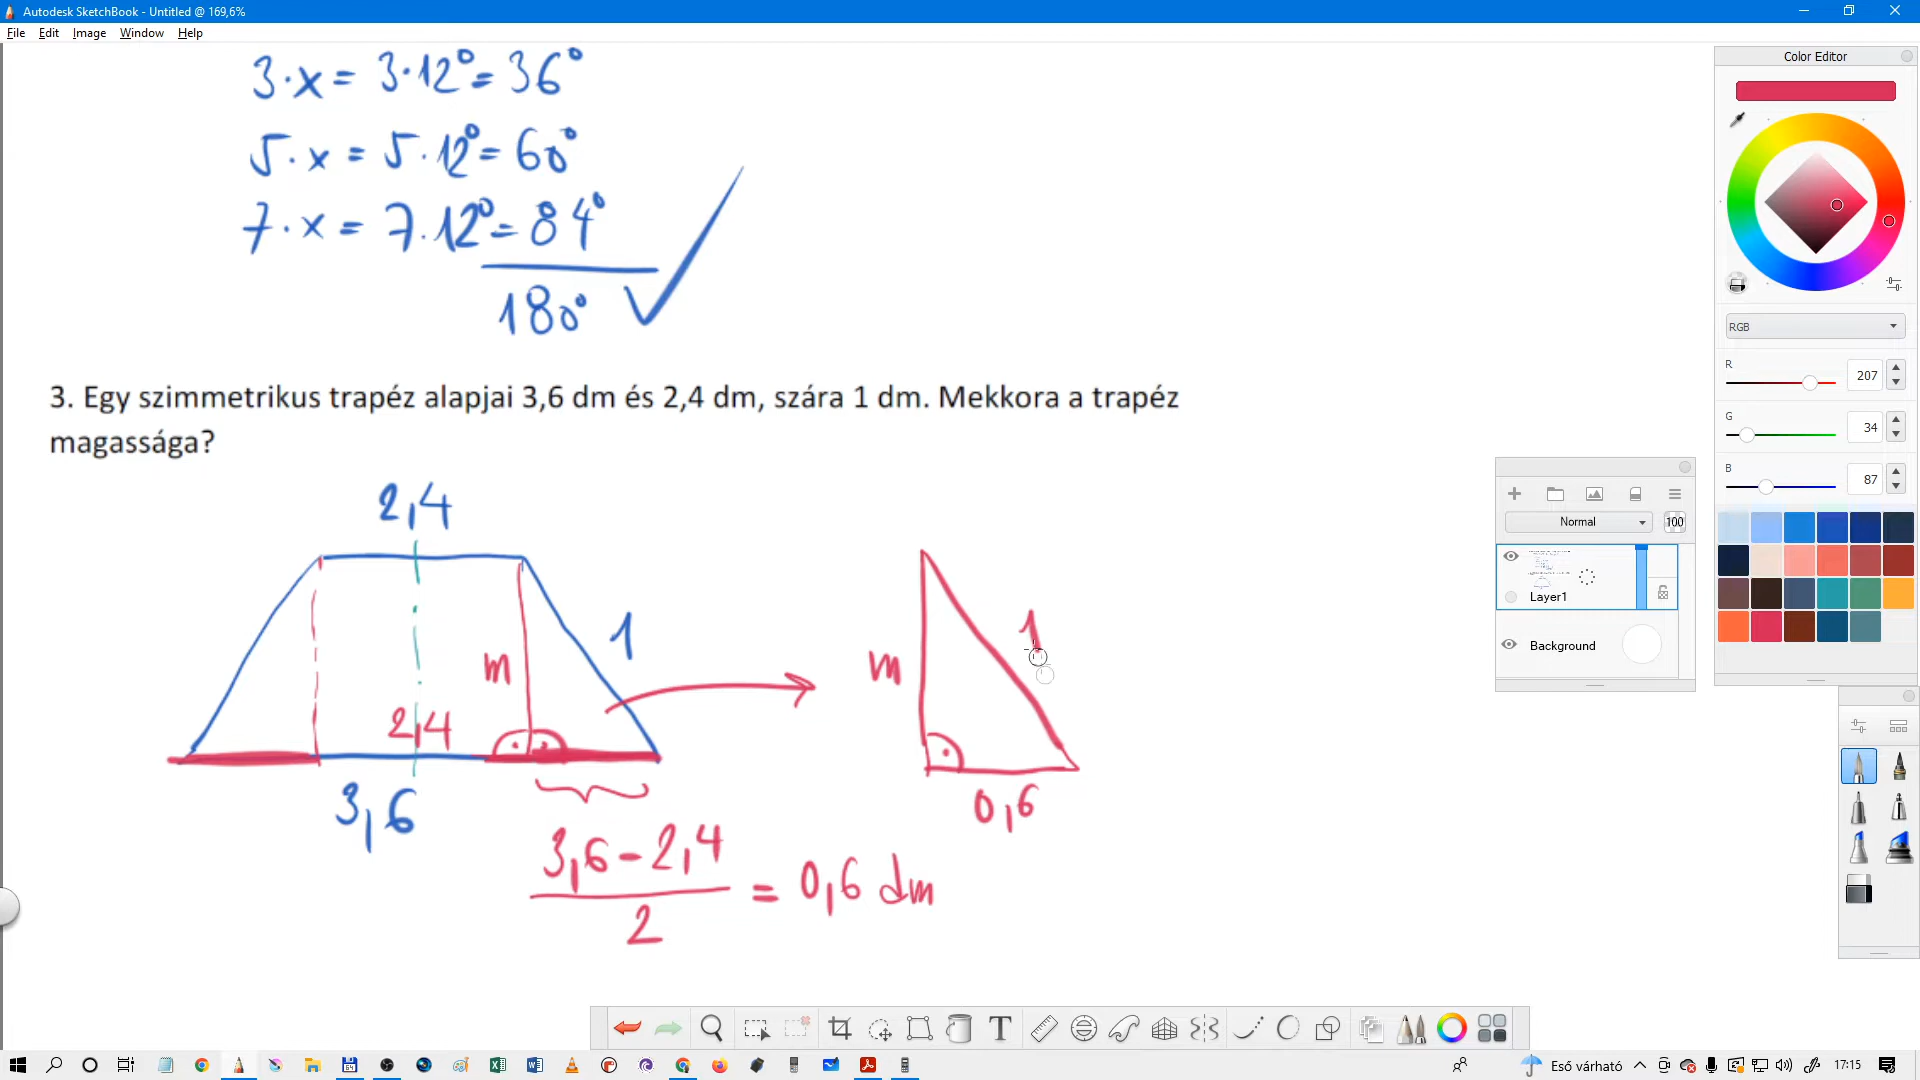 Autodesk SketchBook - Untitled @ 169,6%
File Edit Image Window Help
3·x = 3·12°= 36°
5·x = 5·12°= 60°
7·x = 7·12°= 84°
180°
3. Egy szimmetrikus trapéz alapjai 3,6 dm és 2,4 dm, szára 1 dm. Mekkora a trapéz
magassága?
2,4
1
m
2,4
3,6
3,6 - 2,4
2
= 0,6 dm
m
1
0,6
Color Editor
RGB
R
207
G
34
B
87
Normal
100
Layer1
Background
T
Eső várható
17:15